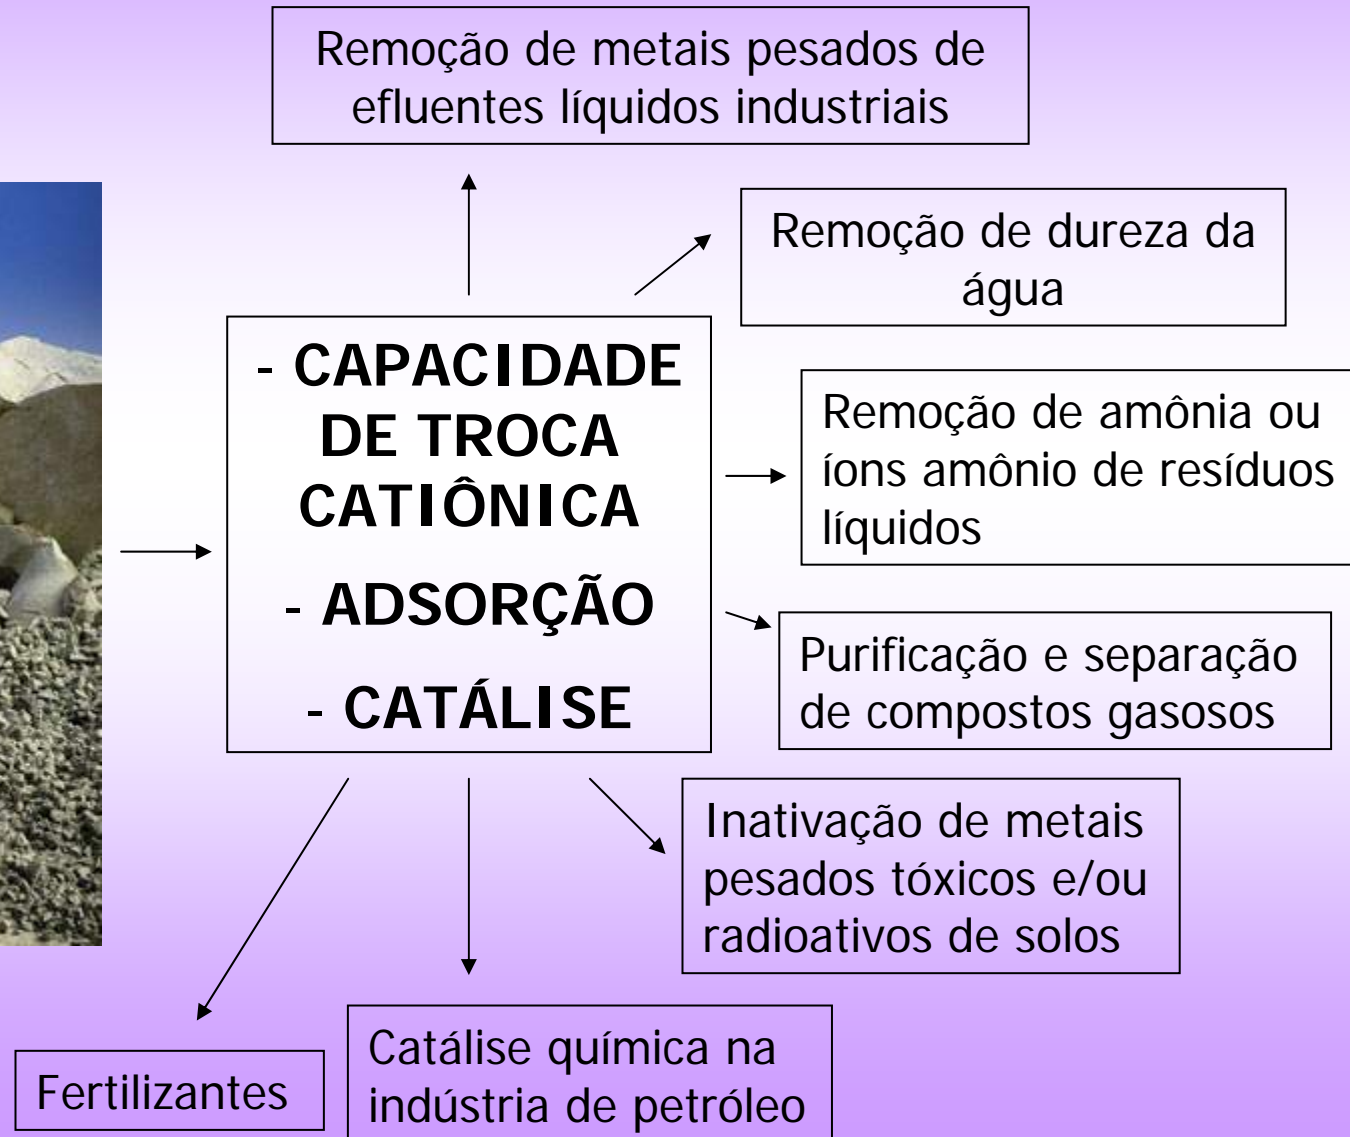 Remoção de metais pesados de
efluentes líquidos industriais
Remoção de dureza da
água
- CAPACIDADE
DE TROCA
CATIÔNICA
- ADSORÇÃO
- CATÁLISE
Remoção de amônia ou
íons amônio de resíduos
líquidos
Purificação e separação
de compostos gasosos
Inativação de metais
pesados tóxicos e/ou
radioativos de solos
Fertilizantes
Catálise química na
indústria de petróleo